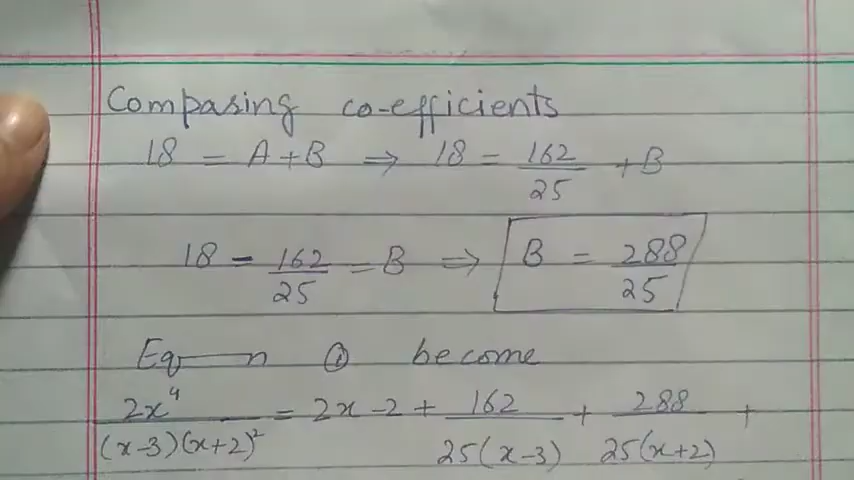 Comparing co-efficients
18 = A + B ⇒ 18 = 162/25 + B
18 - 162/25 = B ⇒ B = 288/25
Eqn ① become
2x⁴/(x-3)(x+2)² = 2x - 2 + 162/25(x-3) + 288/25(x+2) +